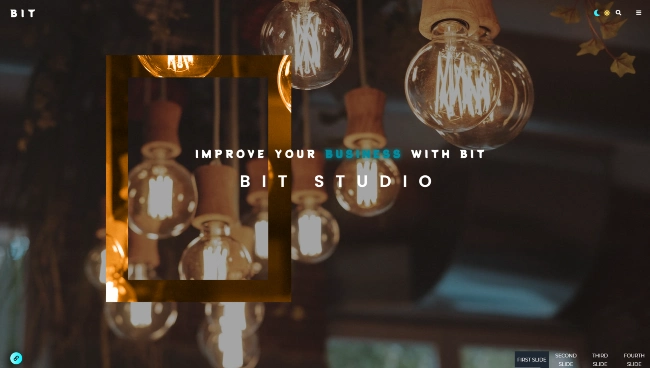 BIT
IMPROVE YOUR BUSINESS WITH BIT
BIT STUDIO
FIRST SLIDE
SECOND SLIDE
THIRD SLIDE
FOURTH SLIDE